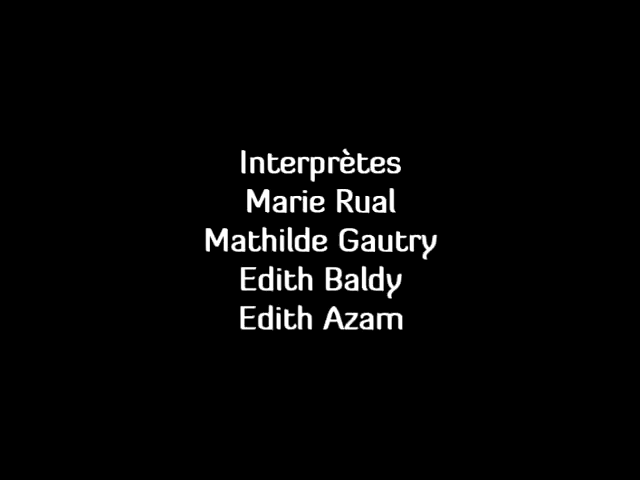 Interprètes
Marie Rual
Mathilde Gautry
Edith Baldy
Edith Azam